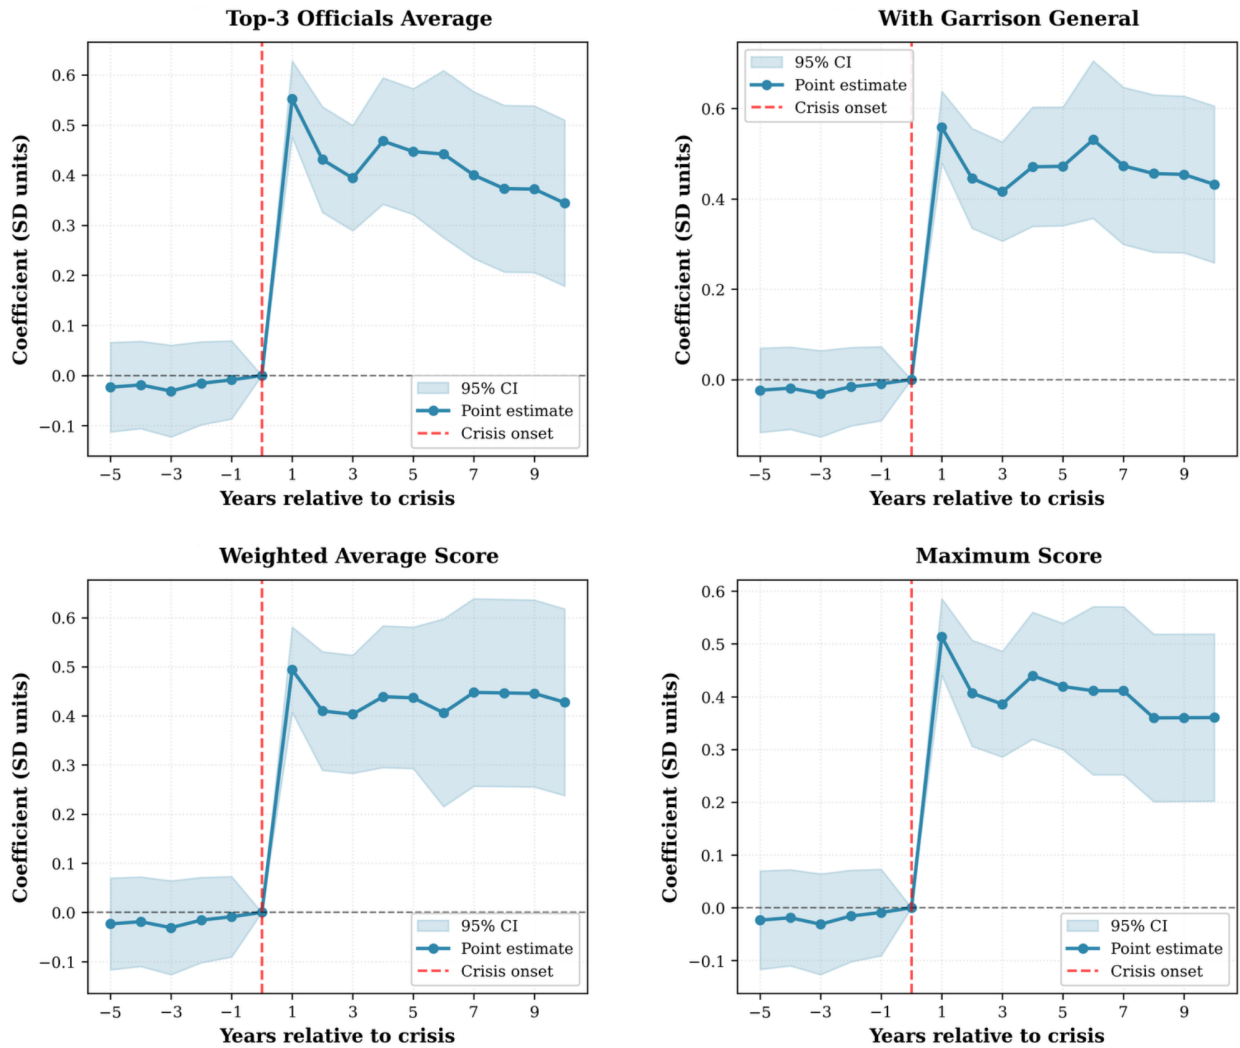 Top-3 Officials Average
Coefficient (SD units)
0.6
0.5
0.4
0.3
0.2
0.1
0.0
−0.1
95% CI
Point estimate
Crisis onset
−5 −3 −1 1 3 5 7 9
Years relative to crisis
With Garrison General
Coefficient (SD units)
0.6
0.4
0.2
0.0
95% CI
Point estimate
Crisis onset
−5 −3 −1 1 3 5 7 9
Years relative to crisis
Weighted Average Score
Coefficient (SD units)
0.6
0.5
0.4
0.3
0.2
0.1
0.0
−0.1
95% CI
Point estimate
Crisis onset
−5 −3 −1 1 3 5 7 9
Years relative to crisis
Maximum Score
Coefficient (SD units)
0.6
0.5
0.4
0.3
0.2
0.1
0.0
−0.1
95% CI
Point estimate
Crisis onset
−5 −3 −1 1 3 5 7 9
Years relative to crisis